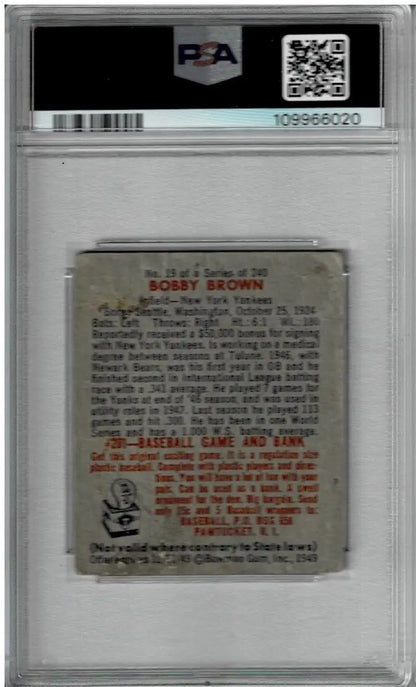 PSA
109966020
No. 19 of a Series of 240
BOBBY BROWN
Infield—New York Yankees
Born: Seattle, Washington, October 25, 1924
Bats: Left Throws: Right Ht.: 6:1 Wt.: 180
Reportedly received a $50,000 bonus for signing
with New York Yankees. Is working on a medical
degree between seasons at Tulane. 1946, with
Newark Bears, was his first year in OB and he
finished second in International League batting
race with a .341 average. He played 7 games for
the Yanks at end of '46 season, and was used in
utility roles in 1947. Last season he played 113
games and hit .300. He has been in one World
Series and has a 1.000 W.S. batting average.
#201—BASEBALL GAME AND BANK
Get this original exciting game. It is a regulation size
plastic baseball. Complete with plastic players and direc-
tions. You will have a lot of fun with your
pals. Can be used as a bank. A swell
ornament for the den. Big bargain. Send
only 25c and 5 Baseball wrappers to:
BASEBALL, P.O. BOX 656
PAWTUCKET, R. I.
(Not valid where contrary to State laws)
Offer expires ©Bowman Gum, Inc., 1949